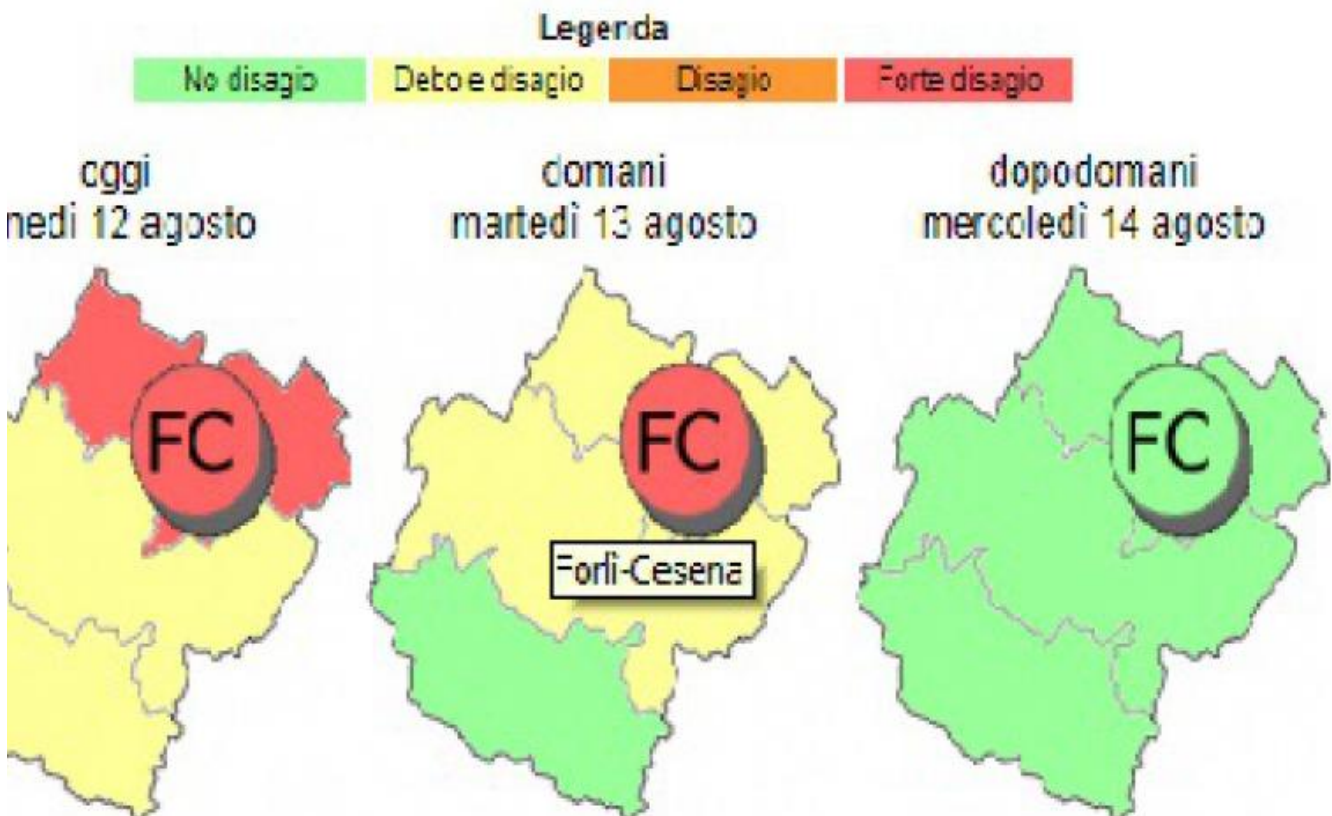 Legenda
No disagio Debo e disagio Disagio Forte disagio
oggi domani dopodomani
nedì 12 agosto martedì 13 agosto mercoledì 14 agosto
FC FC FC
Forlì-Cesena